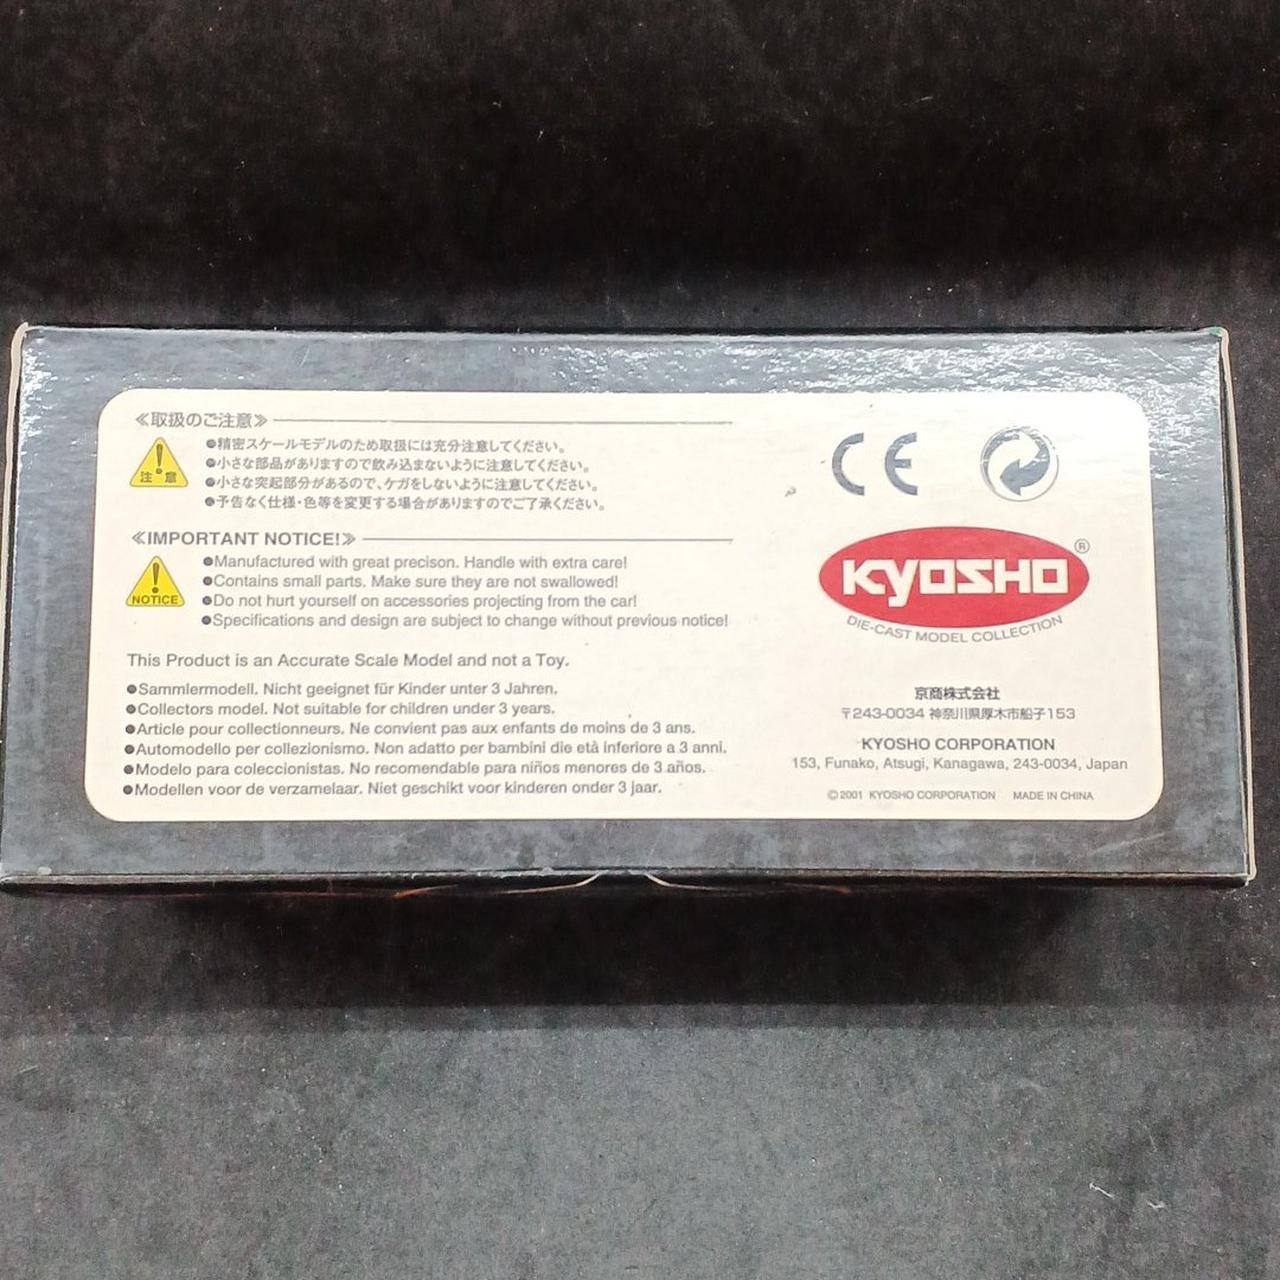 ≪取扱のご注意≫
注 意
●精密スケールモデルのため取扱には充分注意してください。
●小さな部品がありますので飲み込まないように注意してください。
●小さな突起部分があるので、ケガをしないように注意してください。
●予告なく仕様・色等を変更する場合がありますのでご了承ください。
≪IMPORTANT NOTICE!≫
NOTICE
●Manufactured with great precison. Handle with extra care!
●Contains small parts. Make sure they are not swallowed!
●Do not hurt yourself on accessories projecting from the car!
●Specifications and design are subject to change without previous notice!
This Product is an Accurate Scale Model and not a Toy.
●Sammlermodell. Nicht geeignet für Kinder unter 3 Jahren.
●Collectors model. Not suitable for children under 3 years.
●Article pour collectionneurs. Ne convient pas aux enfants de moins de 3 ans.
●Automodello per collezionismo. Non adatto per bambini die età inferiore a 3 anni.
●Modelo para coleccionistas. No recomendable para niños menores de 3 años.
●Modellen voor de verzamelaar. Niet geschikt voor kinderen onder 3 jaar.
CE
KYOSHO ®
DIE-CAST MODEL COLLECTION
京商株式会社
〒243-0034 神奈川県厚木市船子153
KYOSHO CORPORATION
153, Funako, Atsugi, Kanagawa, 243-0034, Japan
©2001 KYOSHO CORPORATION MADE IN CHINA